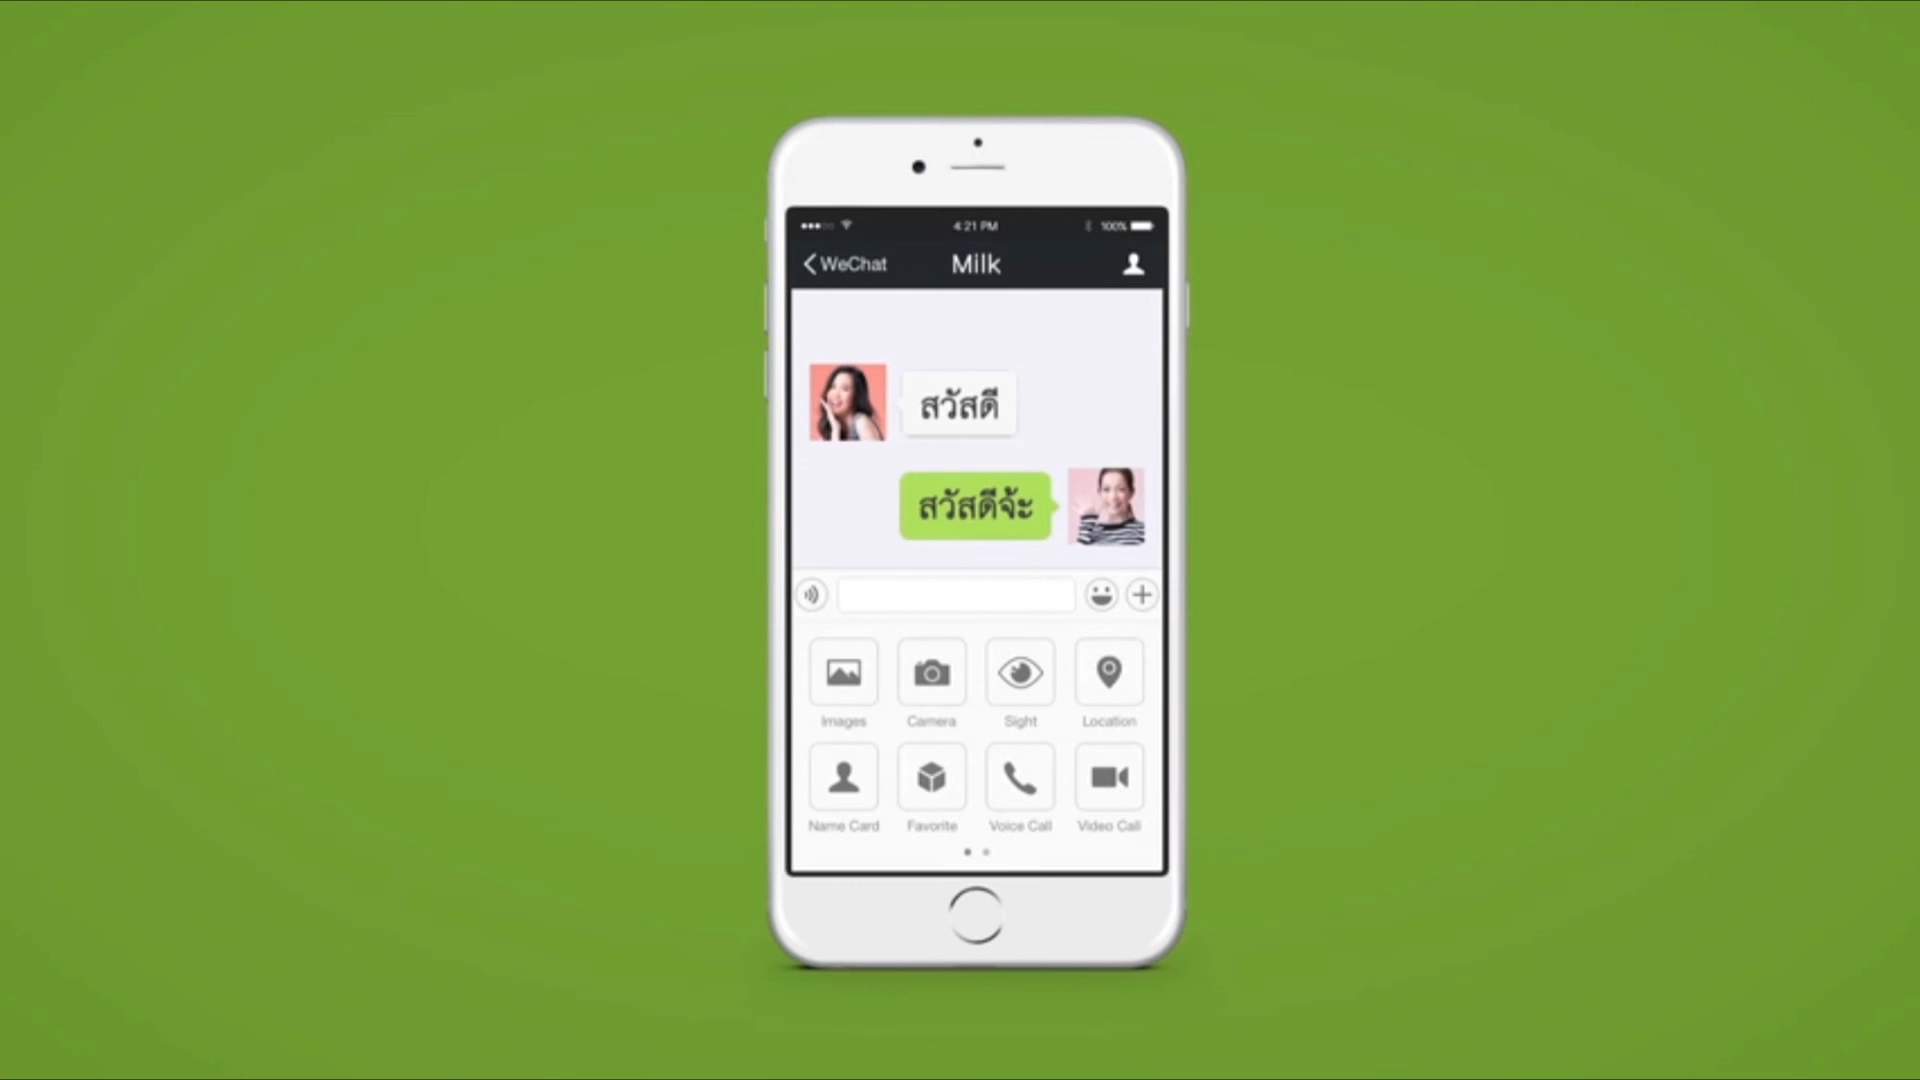 4:21 PM
100%
WeChat
Milk
สวัสดี
สวัสดีจ้ะ
Images Camera Sight Location
Name Card Favorite Voice Call Video Call